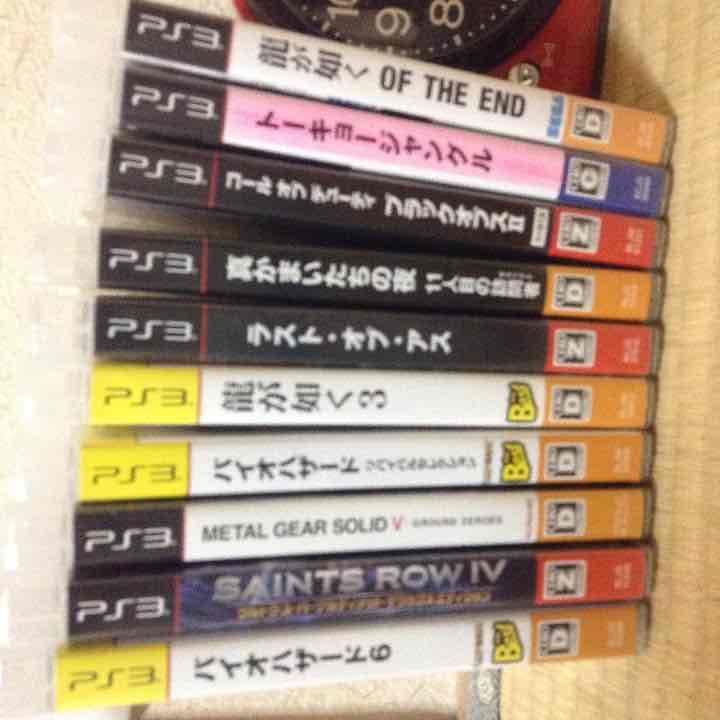 10 9 8
PS3 龍が如く OF THE END SEGA D
PS3 トーキョージャングル C
PS3 コール オブ デューティ ブラックオプスII Z
PS3 真かまいたちの夜 11人目の訪問者 D
PS3 ラスト・オブ・アス Z
PS3 龍が如く3 D
PS3 バイオハザード D
PS3 METAL GEAR SOLID V GROUND ZEROES D
PS3 SAINTS ROW IV Z
PS3 バイオハザード6 D